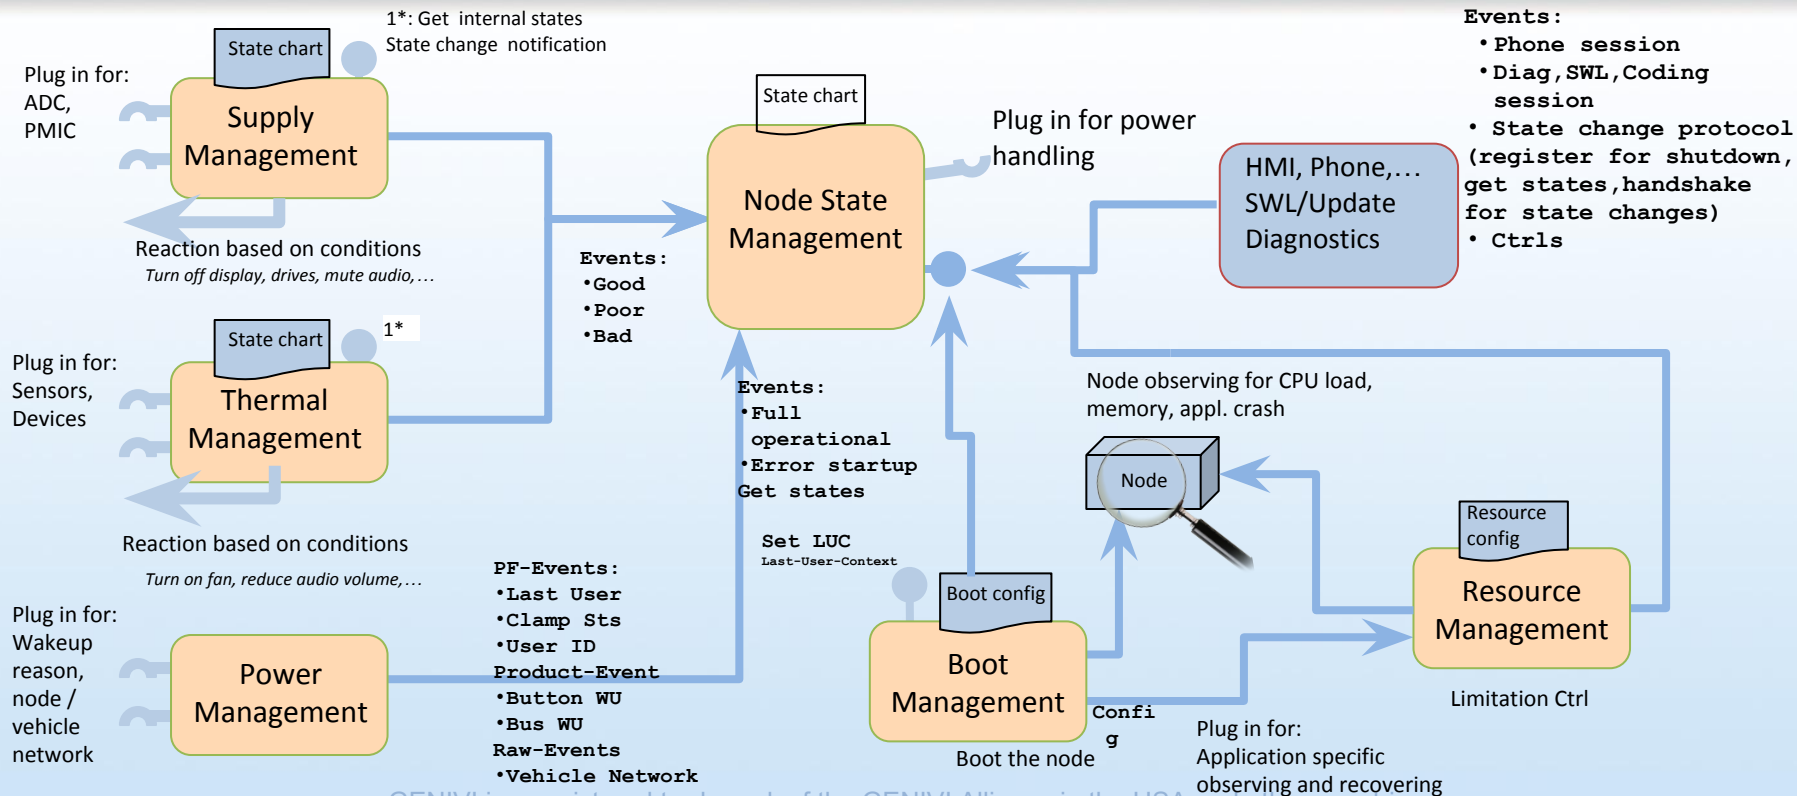 1*: Get internal states
State change notification
State chart
Plug in for:
ADC,
PMIC
Supply
Management
Reaction based on conditions
Turn off display, drives, mute audio,…
State chart
1*
Plug in for:
Sensors,
Devices
Thermal
Management
Reaction based on conditions
Turn on fan, reduce audio volume,…
Plug in for:
Wakeup
reason,
node /
vehicle
network
Power
Management
Events:
•Good
•Poor
•Bad
PF-Events:
•Last User
•Clamp Sts
•User ID
Product-Event
•Button WU
•Bus WU
Raw-Events
•Vehicle Network
State chart
Node State
Management
Plug in for power
handling
Events:
•Full
operational
•Error startup
Get states
Set LUC
Last-User-Context
Boot config
Boot
Management
Boot the node
Confi
g
HMI, Phone,…
SWL/Update
Diagnostics
Events:
•Phone session
•Diag,SWL,Coding
session
• State change protocol
(register for shutdown,
get states,handshake
for state changes)
• Ctrls
Node observing for CPU load,
memory, appl. crash
Node
Resource
config
Resource
Management
Limitation Ctrl
Plug in for:
Application specific
observing and recovering